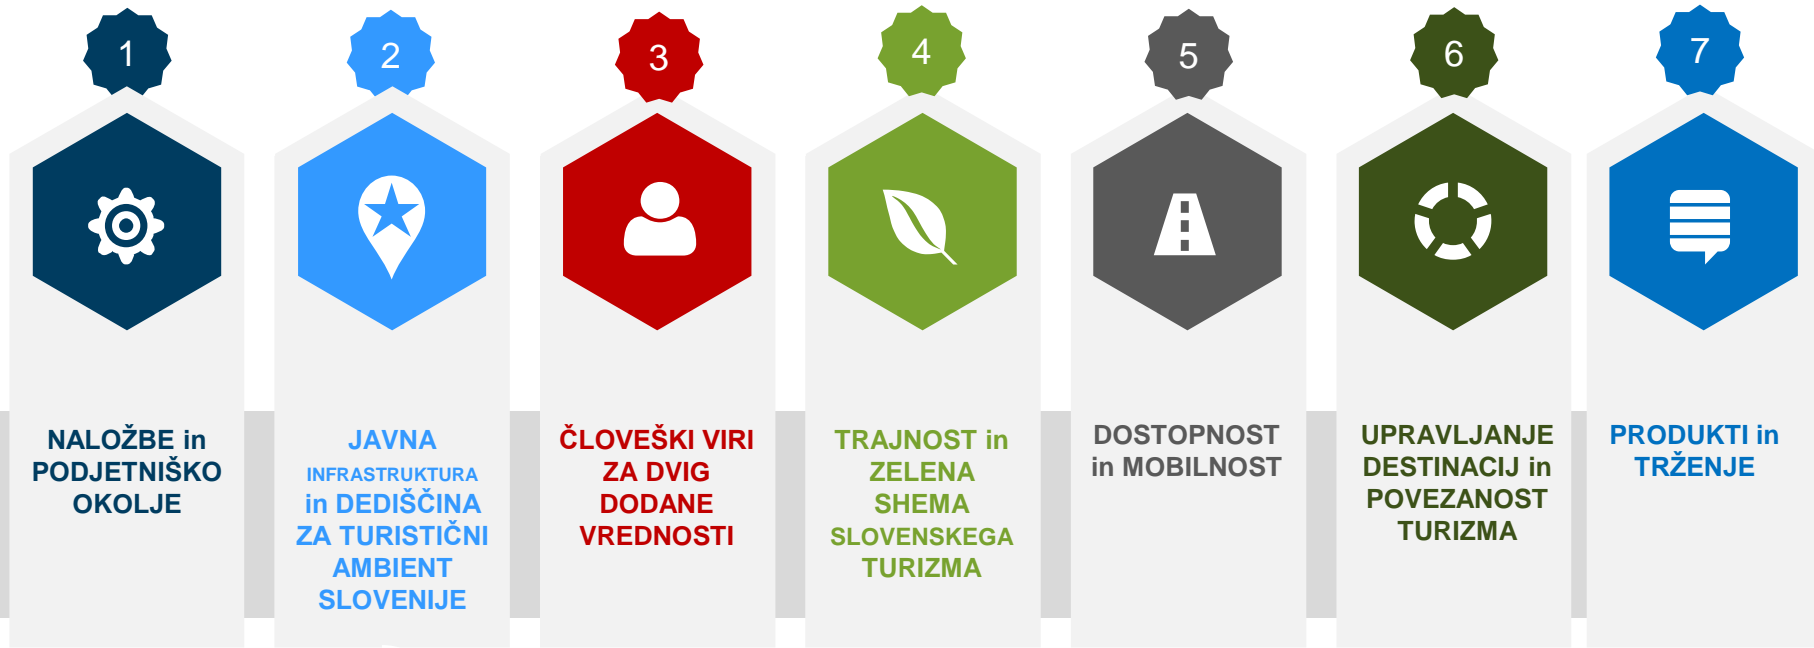 1
NALOŽBE in
PODJETNIŠKO
OKOLJE
2
JAVNA
INFRASTRUKTURA
in DEDIŠČINA
ZA TURISTIČNI
AMBIENT
SLOVENIJE
3
ČLOVEŠKI VIRI
ZA DVIG
DODANE
VREDNOSTI
4
TRAJNOST in
ZELENA
SHEMA
SLOVENSKEGA
TURIZMA
5
DOSTOPNOST
in MOBILNOST
6
UPRAVLJANJE
DESTINACIJ in
POVEZANOST
TURIZMA
7
PRODUKTI in
TRŽENJE